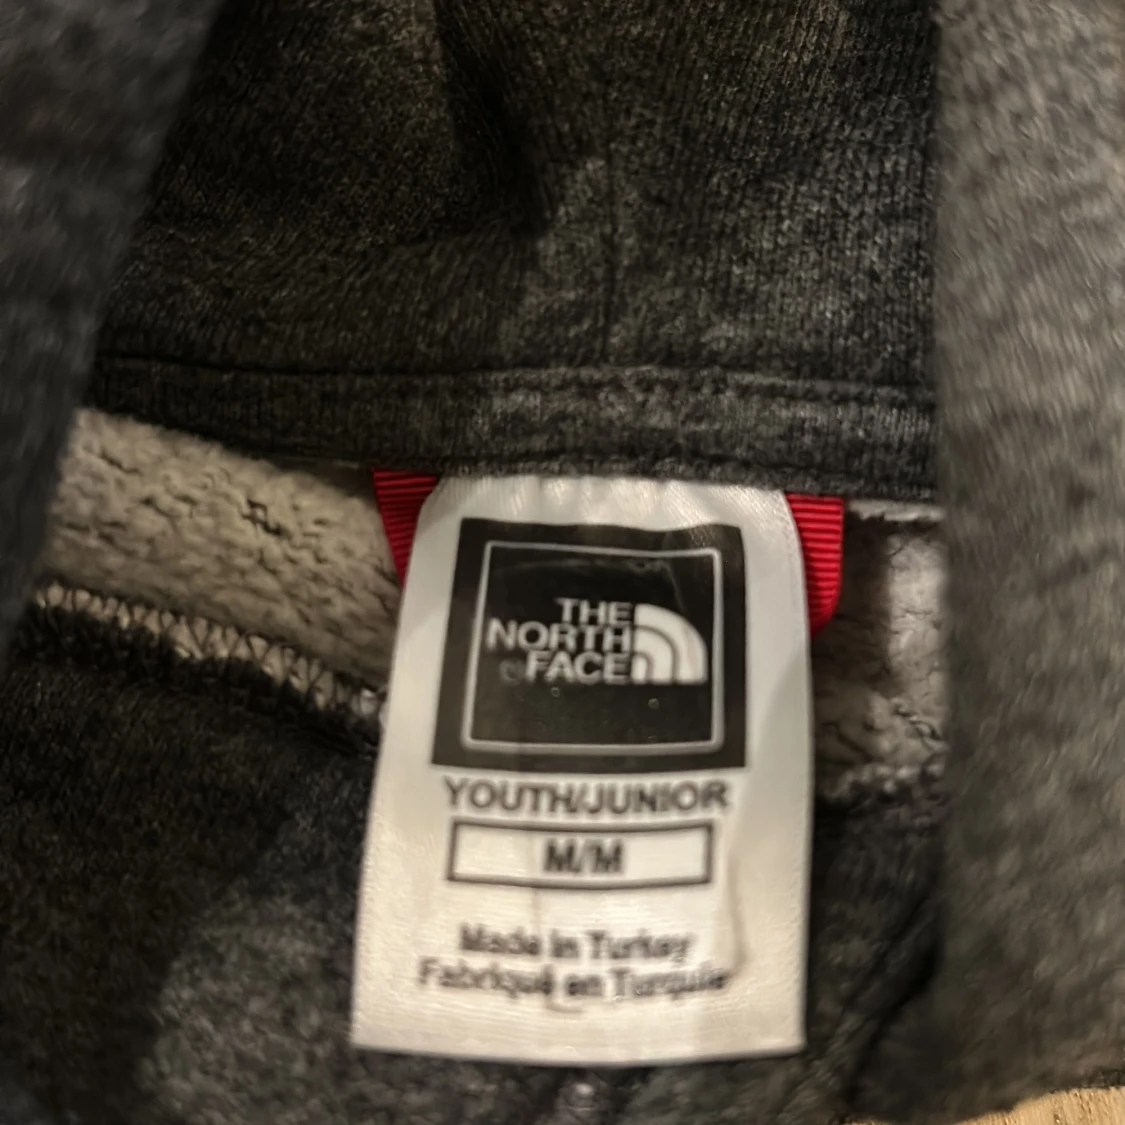 THE
NORTH
FACE
YOUTH/JUNIOR
M/M
Made in Turkey
Fabriqué en Turquie